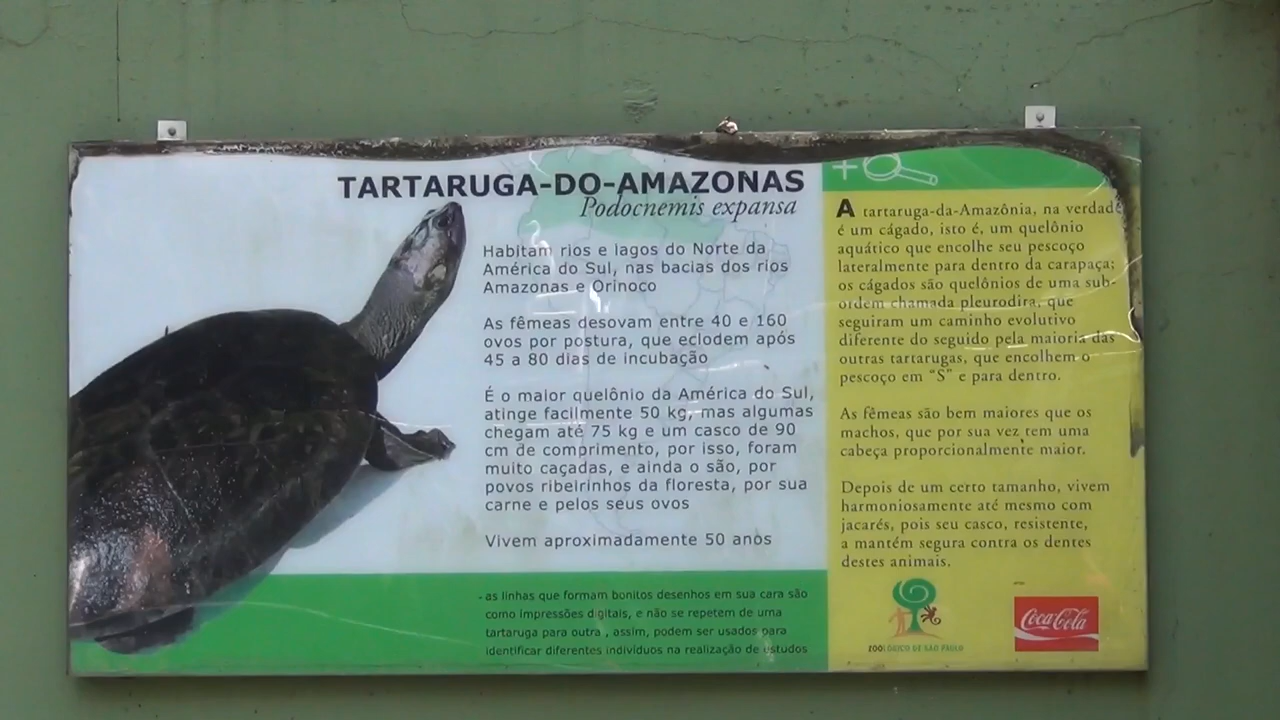 TARTARUGA-DO-AMAZONAS
Podocnemis expansa
Habitam rios e lagos do Norte da
América do Sul, nas bacias dos rios
Amazonas e Orinoco
As fêmeas desovam entre 40 e 160
ovos por postura, que eclodem após
45 a 80 dias de incubação
É o maior quelônio da América do Sul,
atinge facilmente 50 kg, mas algumas
chegam até 75 kg e um casco de 90
cm de comprimento, por isso, foram
muito caçadas, e ainda o são, por
povos ribeirinhos da floresta, por sua
carne e pelos seus ovos
Vivem aproximadamente 50 anos
- as linhas que formam bonitos desenhos em sua cara são
como impressões digitais, e não se repetem de uma
tartaruga para outra , assim, podem ser usados para
identificar diferentes indivíduos na realização de estudos
+
A tartaruga-da-Amazônia, na verdade
é um cágado, isto é, um quelônio
aquático que encolhe seu pescoço
lateralmente para dentro da carapaça;
os cágados são quelônios de uma sub-
ordem chamada pleurodira, que
seguiram um caminho evolutivo
diferente do seguido pela maioria das
outras tartarugas, que encolhem o
pescoço em "S" e para dentro.
As fêmeas são bem maiores que os
machos, que por sua vez tem uma
cabeça proporcionalmente maior.
Depois de um certo tamanho, vivem
harmoniosamente até mesmo com
jacarés, pois seu casco, resistente,
a mantém segura contra os dentes
destes animais.
ZOOLÓGICO DE SÃO PAULO
Coca-Cola